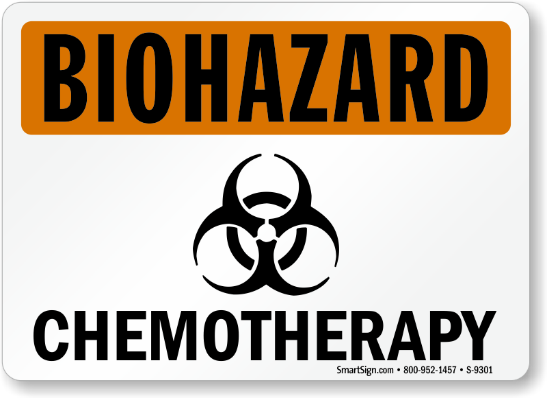 BIOHAZARD
CHEMOTHERAPY
SmartSign.com • 800-952-1457 • S-9301